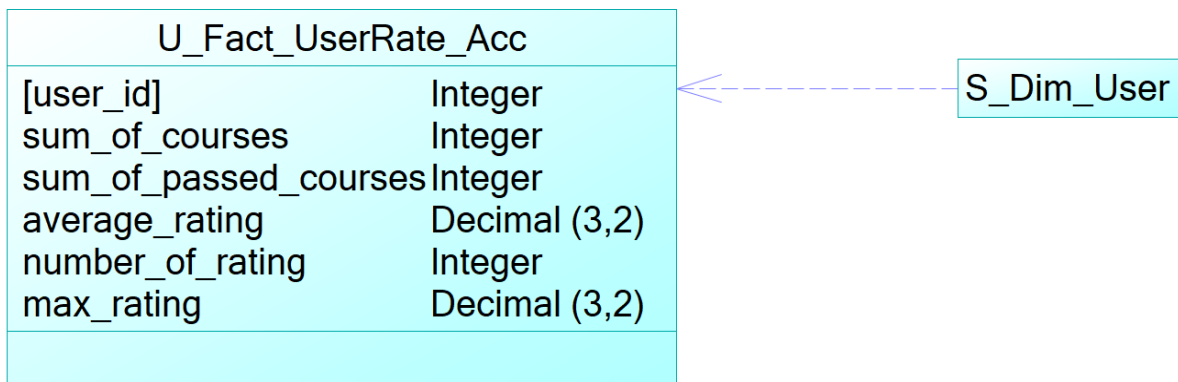 U_Fact_UserRate_Acc
[user_id] Integer
sum_of_courses Integer
sum_of_passed_courses Integer
average_rating Decimal (3,2)
number_of_rating Integer
max_rating Decimal (3,2)
S_Dim_User